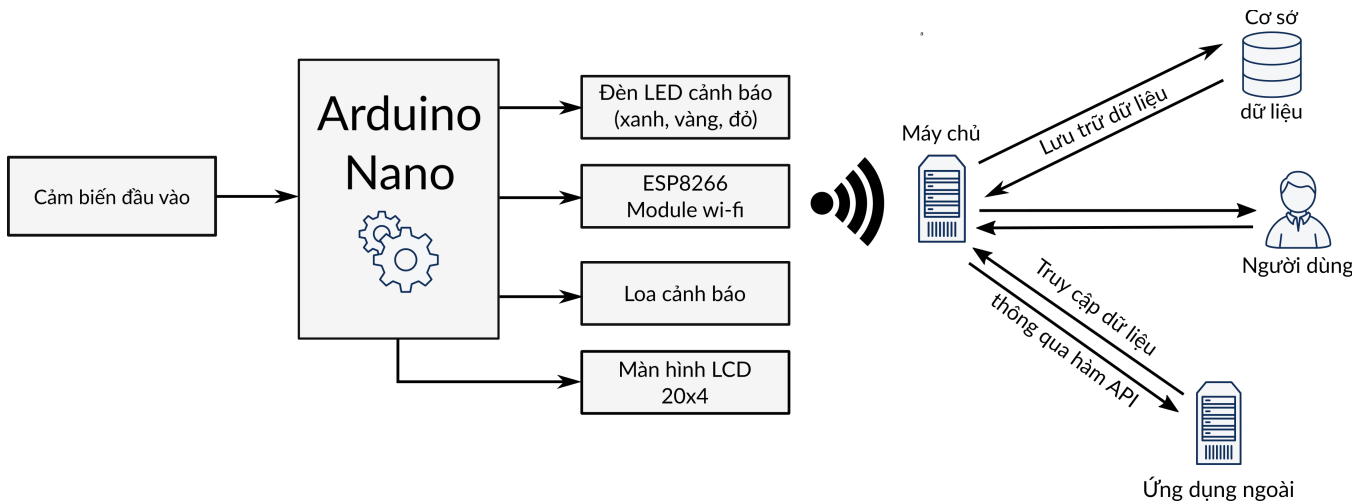 Cảm biến đầu vào
Arduino
Nano
Đèn LED cảnh báo
(xanh, vàng, đỏ)
ESP8266
Module wi-fi
Loa cảnh báo
Màn hình LCD
20x4
Máy chủ
Lưu trữ dữ liệu
Cơ sở
dữ liệu
Người dùng
Truy cập dữ liệu
thông qua hàm API
Ứng dụng ngoài